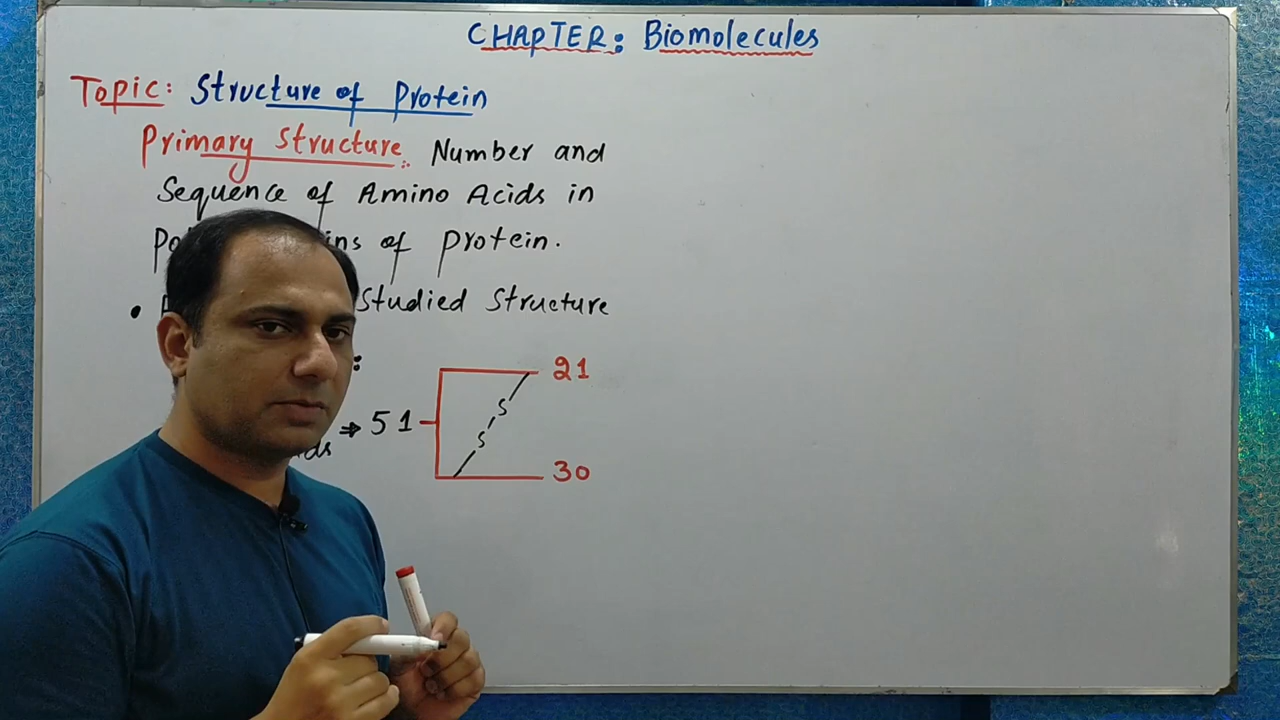 CHAPTER: Biomolecules
Topic: Structure of Protein
Primary Structure: Number and
Sequence of Amino Acids in
of protein.
• Studied Structure
:
⇒ 51
21
S
S
30